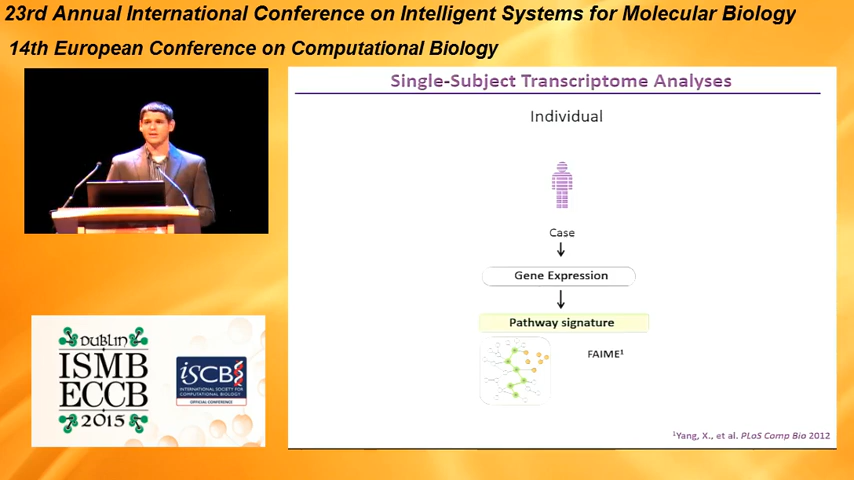 23rd Annual International Conference on Intelligent Systems for Molecular Biology
14th European Conference on Computational Biology
Single-Subject Transcriptome Analyses
Individual
Case
Gene Expression
Pathway signature
FAIME¹
¹Yang, X., et al. PLoS Comp Bio 2012
DUBLIN
ISMB
ECCB
2015
iSCB
INTERNATIONAL SOCIETY FOR
COMPUTATIONAL BIOLOGY
OFFICIAL CONFERENCE